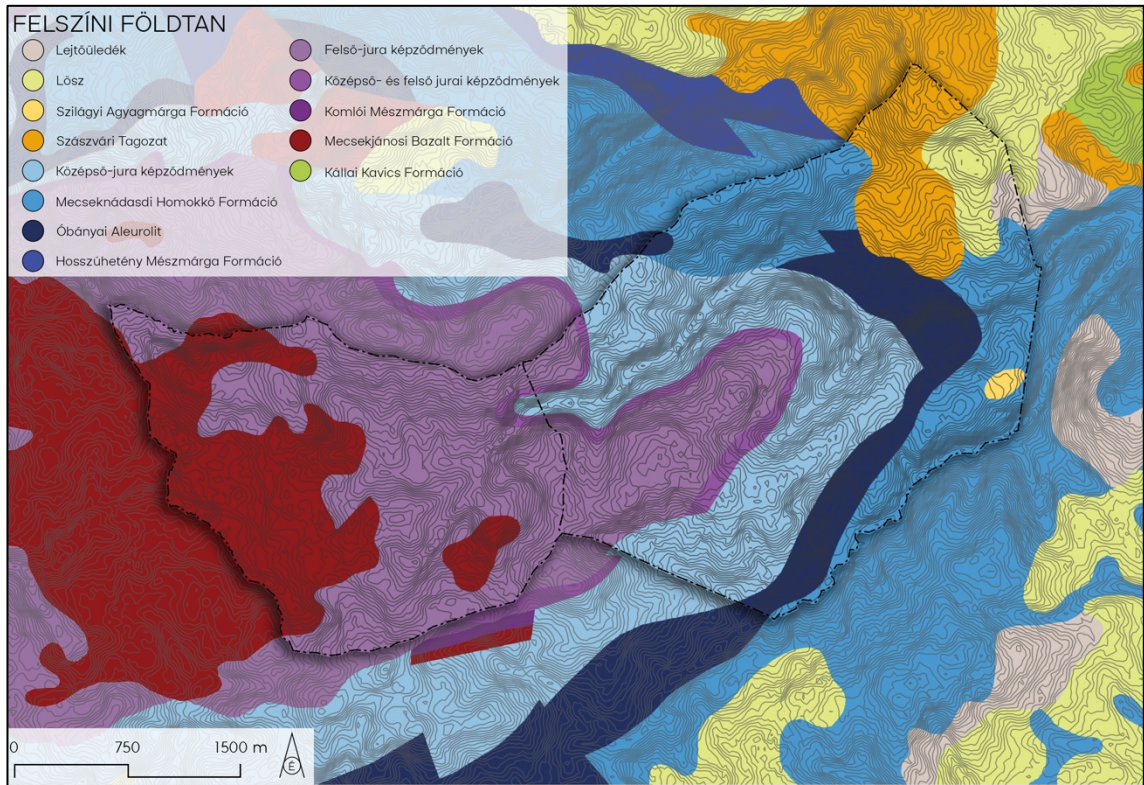 FELSZÍNI FÖLDTAN
Lejtőüledék
Lösz
Szilágyi Agyagmárga Formáció
Szászvári Tagozat
Középső-jura képződmények
Mecseknádasdi Homokkő Formáció
Óbányai Aleurolit
Hosszúhetény Mészmárga Formáció
Felső-jura képződmények
Középső- és felső jurai képződmények
Komlói Mészmárga Formáció
Mecsekjánosi Bazalt Formáció
Kállai Kavics Formáció
0 750 1500 m
É